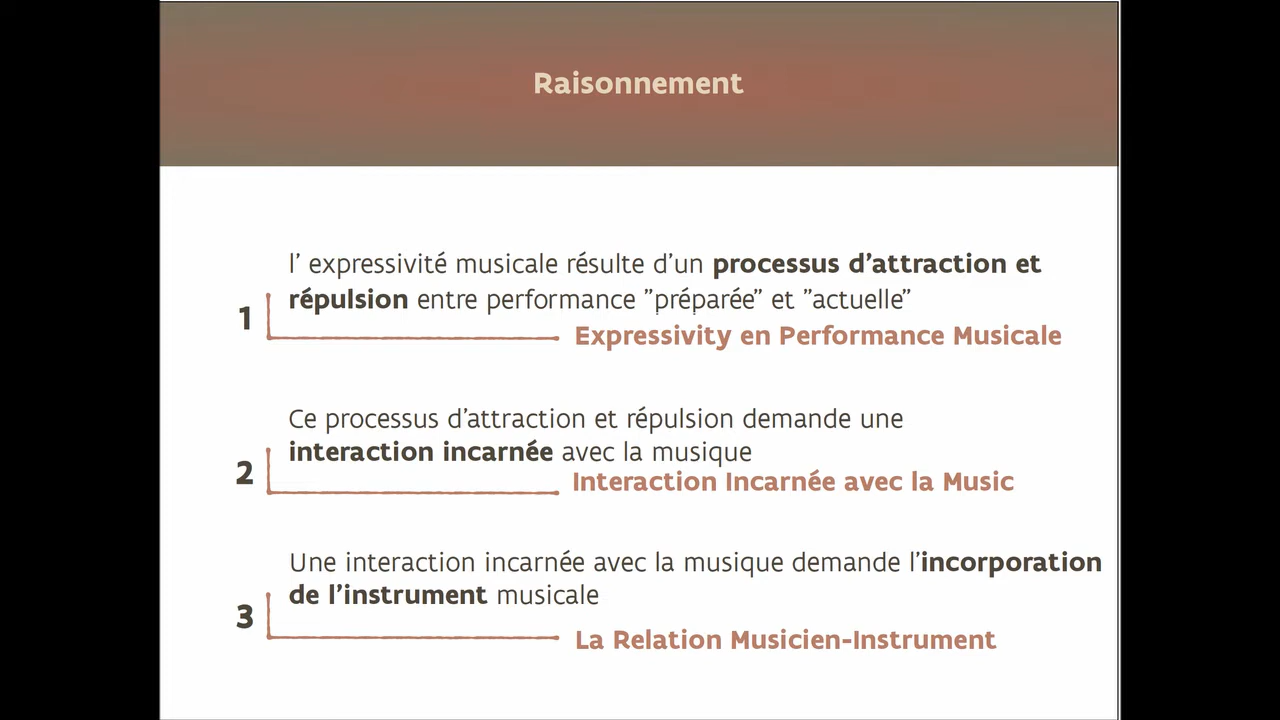 Raisonnement
l’ expressivité musicale résulte d’un processus d’attraction et
répulsion entre performance ”préparée” et ”actuelle”
1
Expressivity en Performance Musicale
Ce processus d’attraction et répulsion demande une
interaction incarnée avec la musique
2
Interaction Incarnée avec la Music
Une interaction incarnée avec la musique demande l’incorporation
de l’instrument musicale
3
La Relation Musicien-Instrument